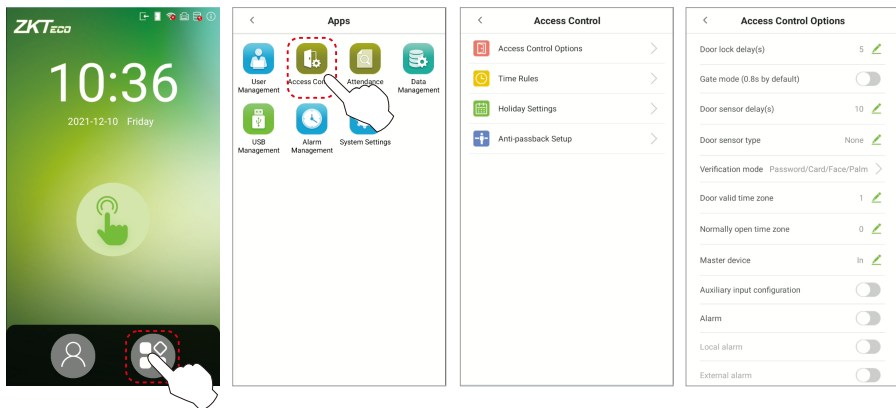 ZKTECO
10:36
2021-12-10 Friday
Apps
User Management
Access Con
Attendance
Data Management
USB Management
Alarm Management
System Settings
Access Control
Access Control Options
Time Rules
Holiday Settings
Anti-passback Setup
Access Control Options
Door lock delay(s) 5
Gate mode (0.8s by default)
Door sensor delay(s) 10
Door sensor type None
Verification mode Password/Card/Face/Palm
Door valid time zone 1
Normally open time zone 0
Master device In
Auxiliary input configuration
Alarm
Local alarm
External alarm